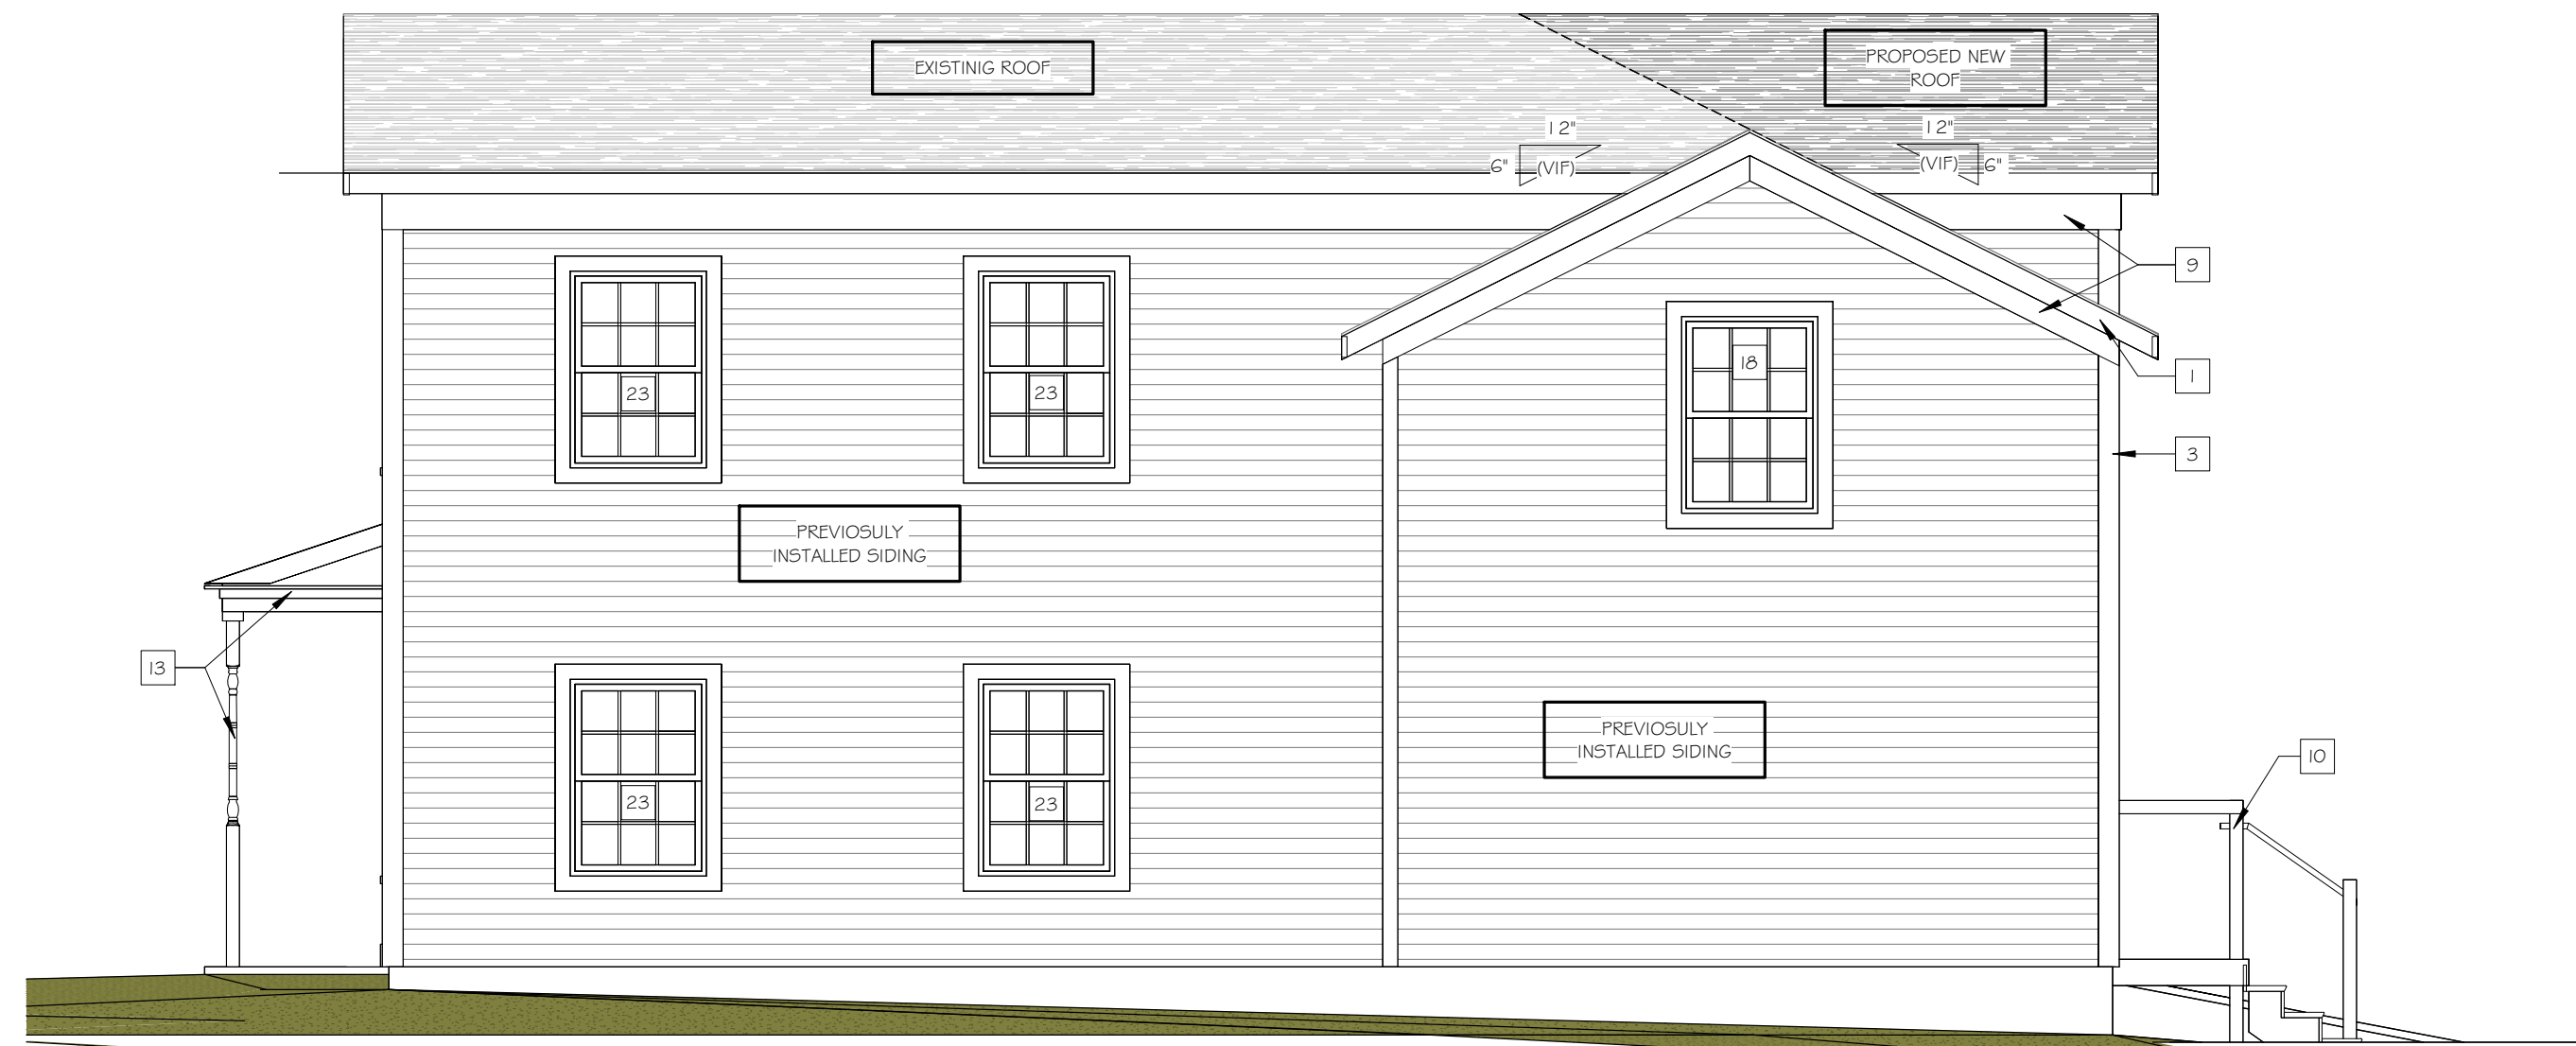 EXISTINIG ROOF
PROPOSED NEW
ROOF
12"
6"
(VIF)
12"
(VIF)
6"
9
1
3
18
23
23
PREVIOSULY
INSTALLED SIDING
13
PREVIOSULY
INSTALLED SIDING
10
23
23